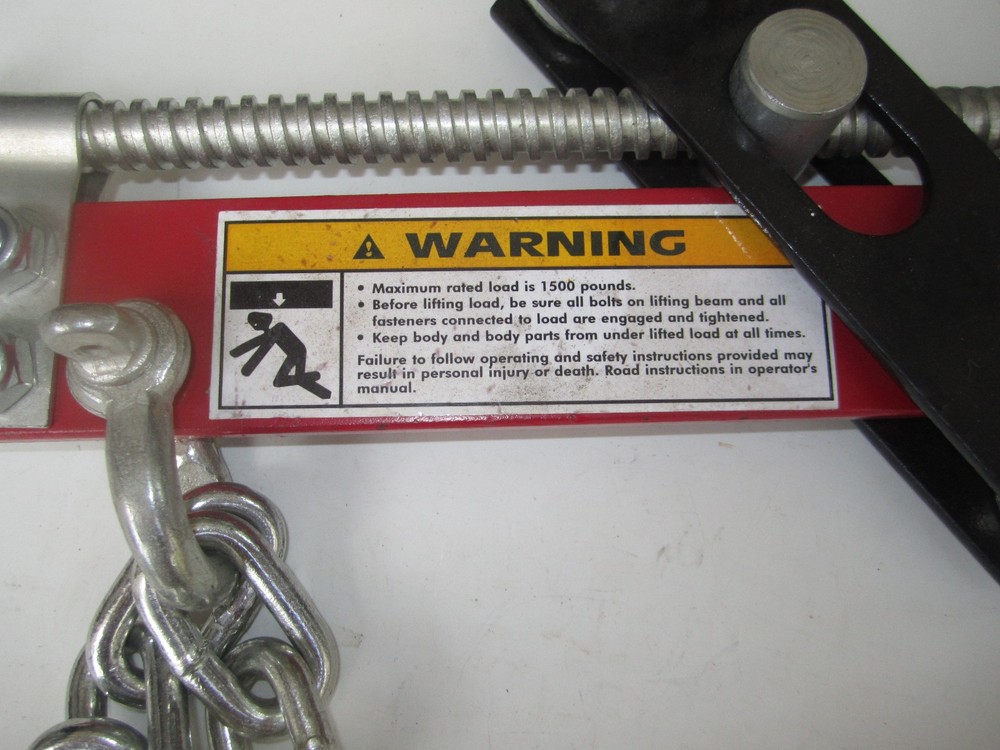 WARNING
• Maximum rated load is 1500 pounds.
• Before lifting load, be sure all bolts on lifting beam and all
fasteners connected to load are engaged and tightened.
• Keep body and body parts from under lifted load at all times.
Failure to follow operating and safety instructions provided may
result in personal injury or death. Road instructions in operator's
manual.